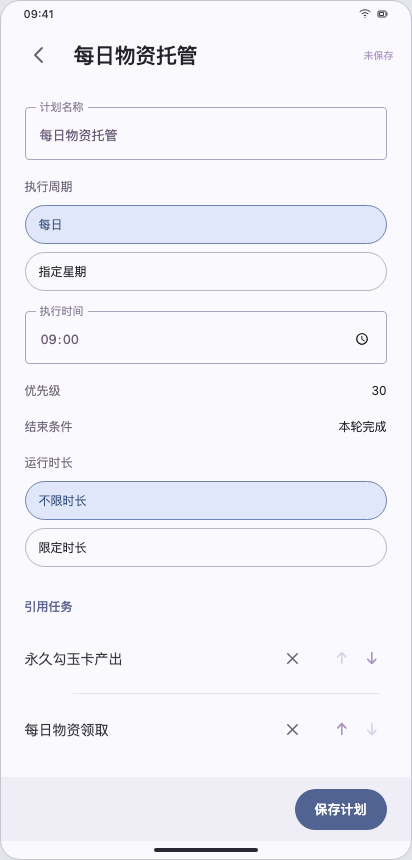 09:41
每日物资托管
未保存
计划名称
每日物资托管
执行周期
每日
指定星期
执行时间
09:00
优先级 30
结束条件 本轮完成
运行时长
不限时长
限定时长
引用任务
永久勾玉卡产出
每日物资领取
保存计划